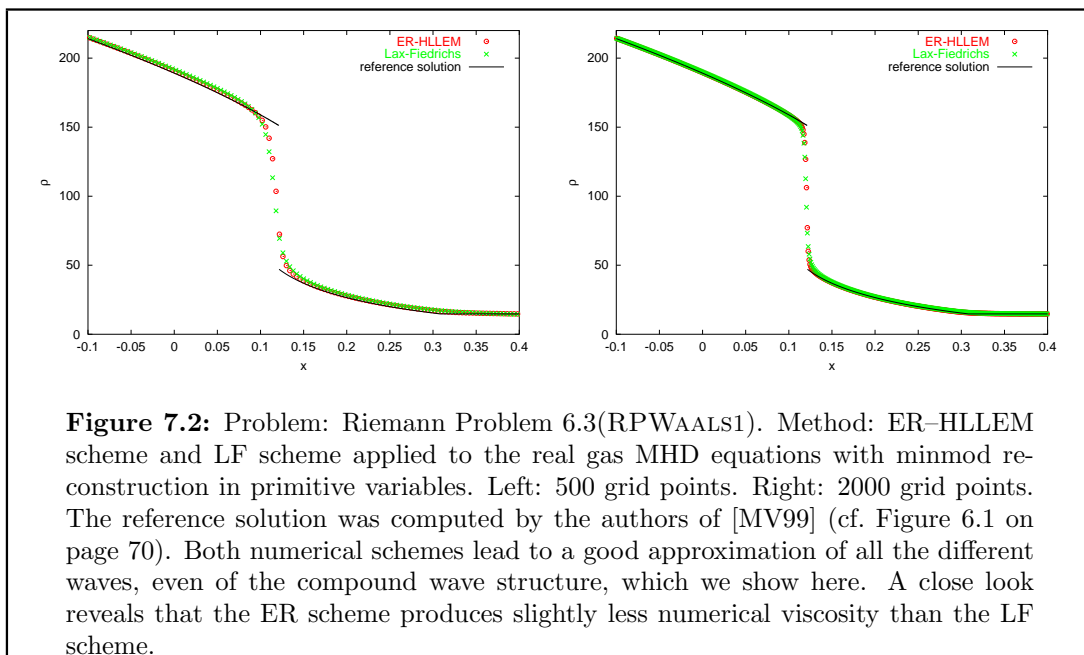 ER-HLLEM
Lax-Fiedrichs
reference solution
200
150
100
50
0
ρ
-0.1 -0.05 0 0.05 0.1 0.15 0.2 0.25 0.3 0.35 0.4
x
ER-HLLEM
Lax-Fiedrichs
reference solution
200
150
100
50
0
ρ
-0.1 -0.05 0 0.05 0.1 0.15 0.2 0.25 0.3 0.35 0.4
x
Figure 7.2: Problem: Riemann Problem 6.3(RPWAALS1). Method: ER–HLLEM
scheme and LF scheme applied to the real gas MHD equations with minmod re-
construction in primitive variables. Left: 500 grid points. Right: 2000 grid points.
The reference solution was computed by the authors of [MV99] (cf. Figure 6.1 on
page 70). Both numerical schemes lead to a good approximation of all the different
waves, even of the compound wave structure, which we show here. A close look
reveals that the ER scheme produces slightly less numerical viscosity than the LF
scheme.